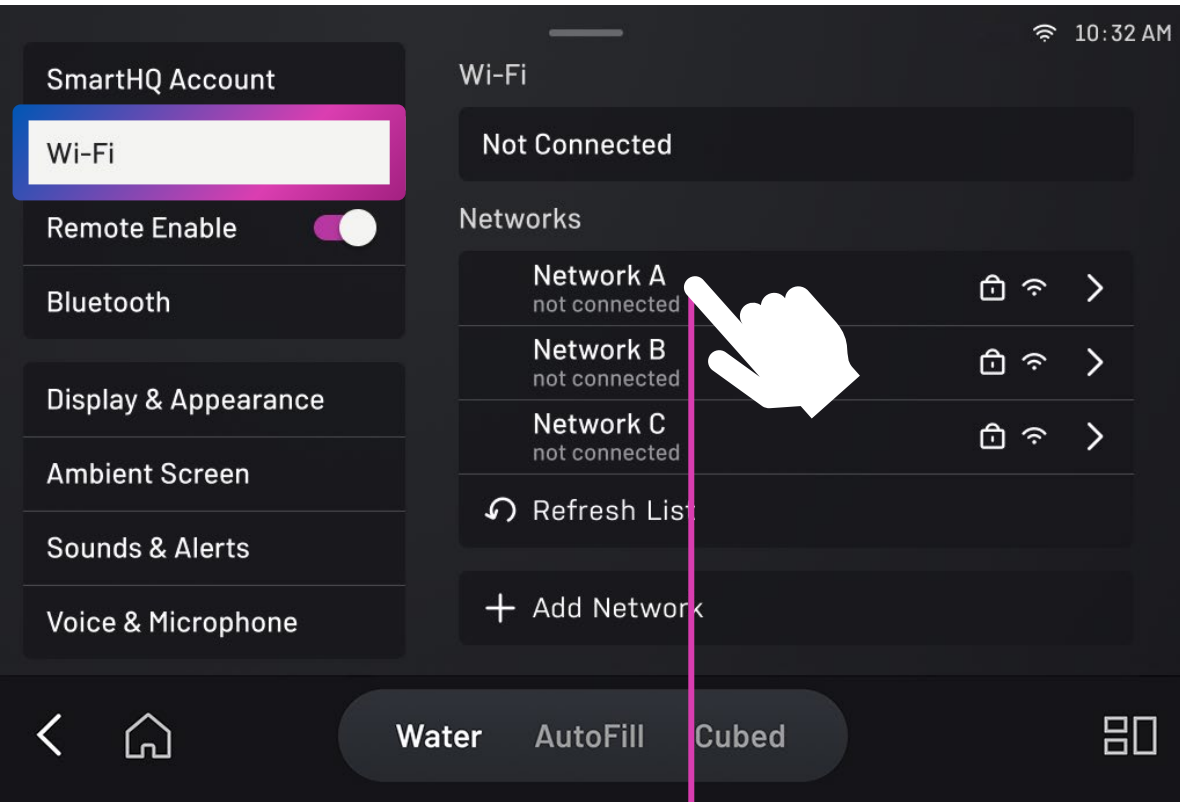 10:32 AM
SmartHQ Account
Wi-Fi
Remote Enable
Bluetooth
Display & Appearance
Ambient Screen
Sounds & Alerts
Voice & Microphone
Wi-Fi
Not Connected
Networks
Network A
not connected
Network B
not connected
Network C
not connected
Refresh List
Add Network
Water AutoFill Cubed